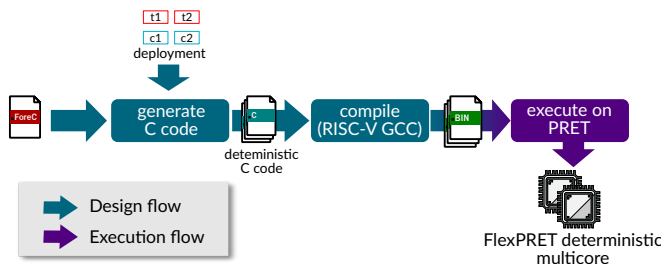 t1 t2
c1 c2
deployment
ForeC
generate
C code
C
deteministic
C code
compile
(RISC-V GCC)
BIN
execute on
PRET
Design flow
Execution flow
FlexPRET deterministic
multicore